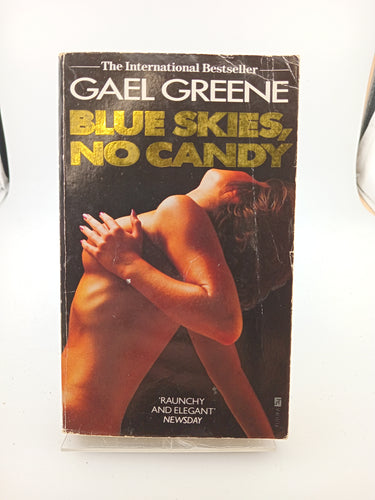 The International Bestseller
GAEL GREENE
BLUE SKIES,
NO CANDY
'RAUNCHY
AND ELEGANT'
NEWSDAY